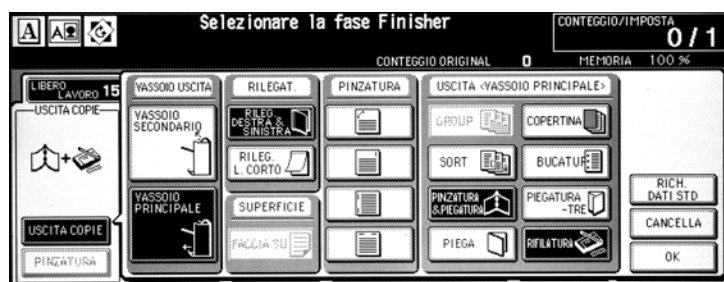 A A
Selezionare la fase Finisher
CONTEGGIO/IMPOSTA
0 / 1
CONTEGGIO ORIGINAL 0 MEMORIA 100 %
LIBERO
LAVORO 15
USCITA COPIE
USCITA COPIE
PINZATURA
VASSOIO USCITA
VASSOIO
SECONDARIO
VASSOIO
PRINCIPALE
RILEGAT.
RILEG.
DESTRA &
SINISTRA
RILEG.
L. CORTO
SUPERFICIE
FACCIA SU
PINZATURA
USCITA <VASSOIO PRINCIPALE>
GROUP
COPERTINA
SORT
BUCATUR
PINZATURA
&PIEGATURA
PIEGATURA
-TRE
PIEGA
RIFILATURA
RICH.
DATI STD
CANCELLA
OK